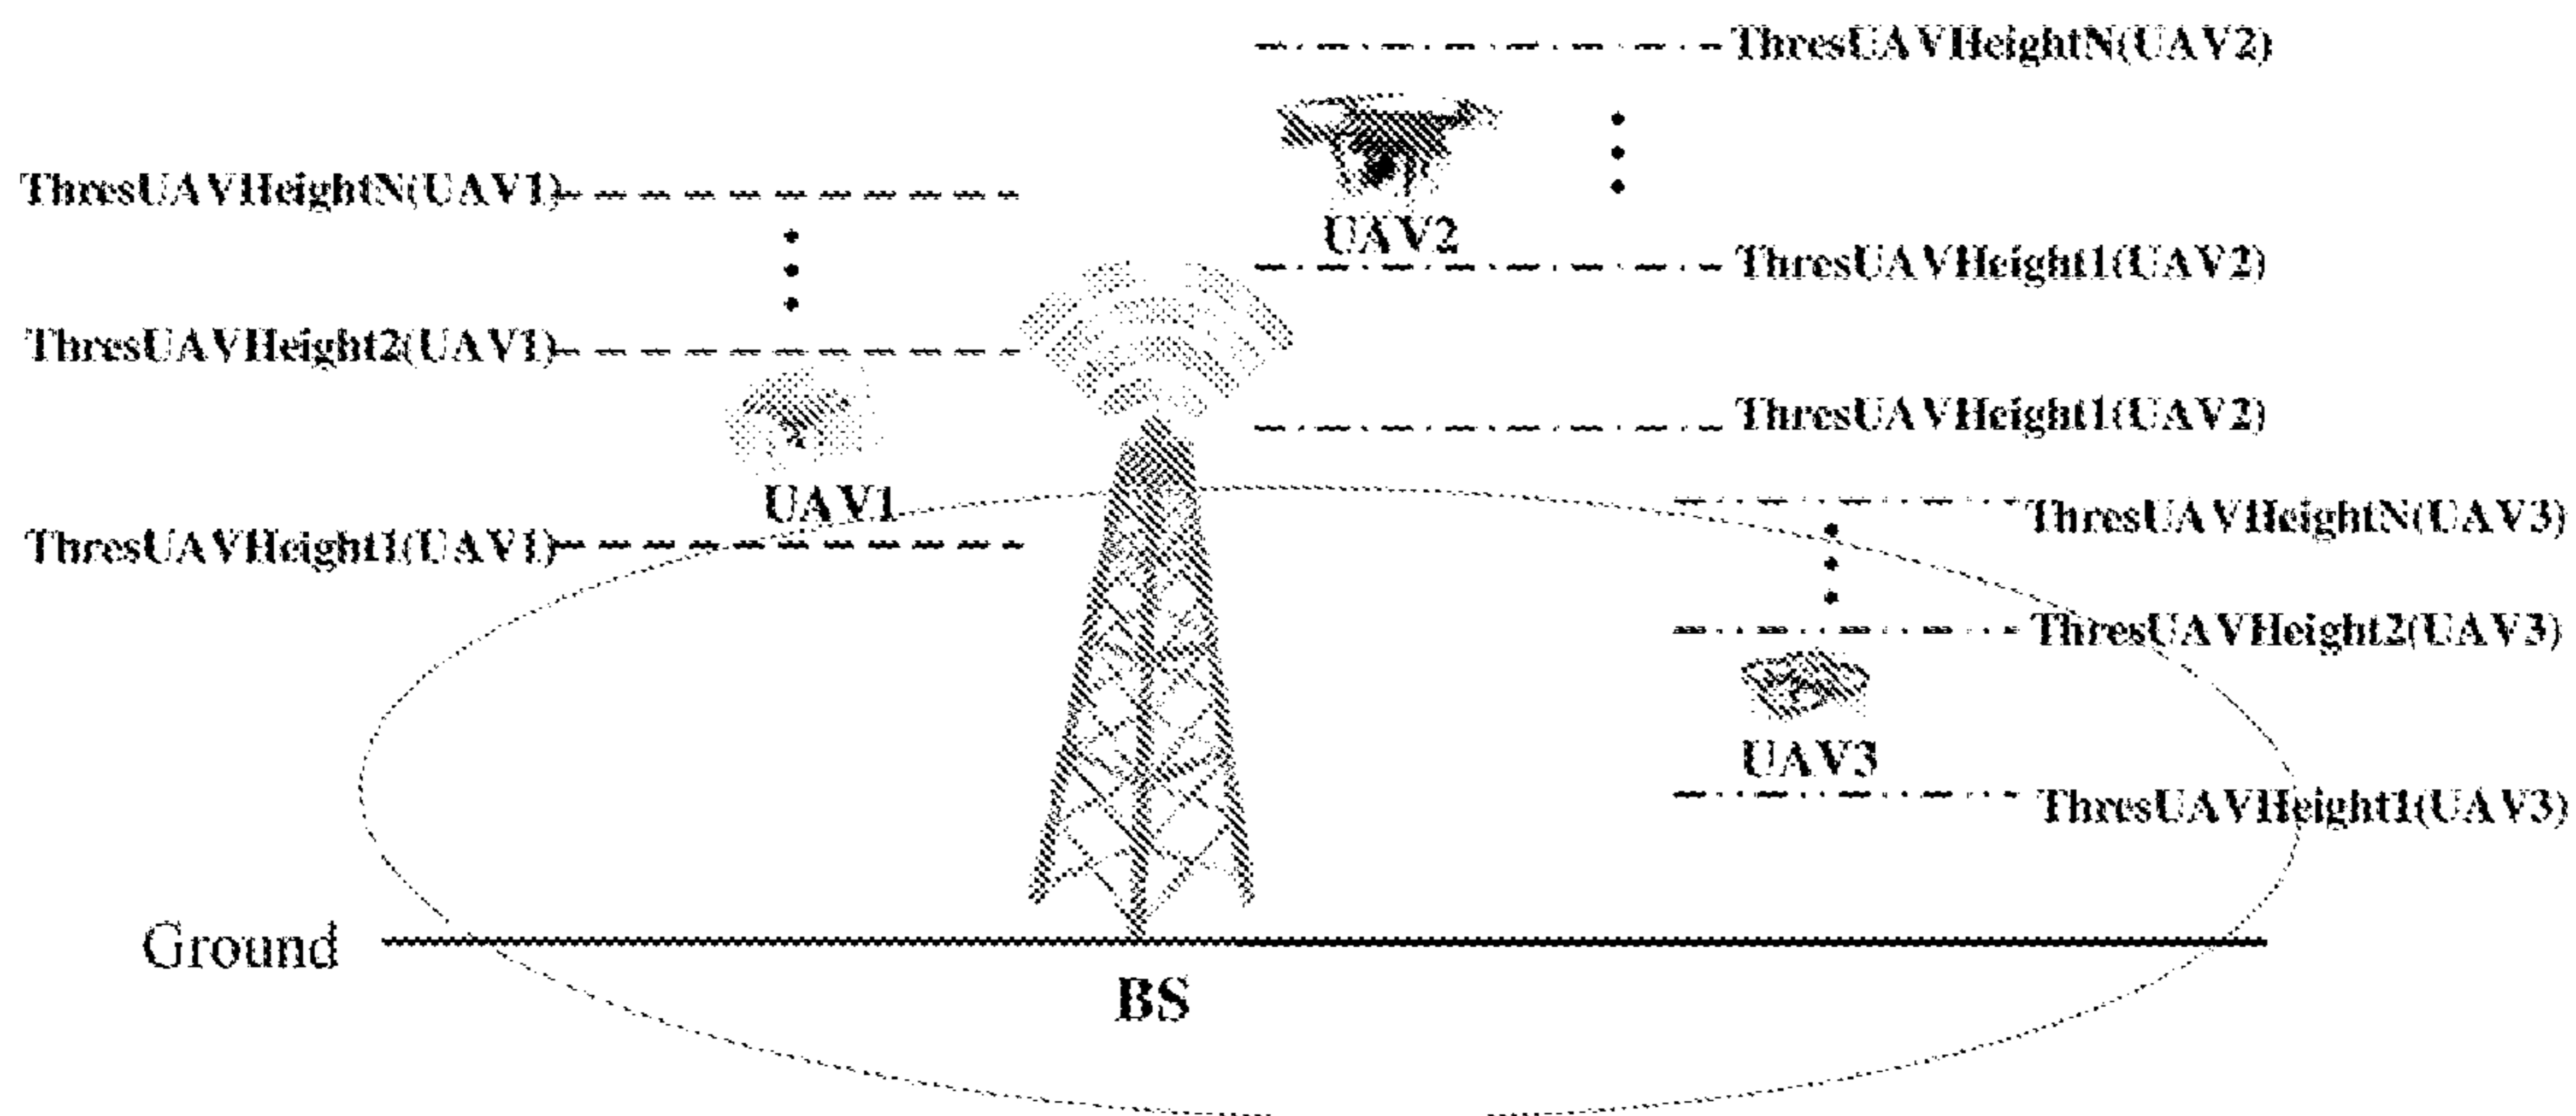 ThresUAVHeightN(UAV2)
ThresUAVHeightN(UAV1)
UAV2
ThresUAVHeight1(UAV2)
ThresUAVHeight2(UAV1)
ThresUAVHeight1(UAV2)
UAV1
ThresUAVHeightN(UAV3)
ThresUAVHeight1(UAV1)
ThresUAVHeight2(UAV3)
UAV3
ThresUAVHeight1(UAV3)
Ground
BS